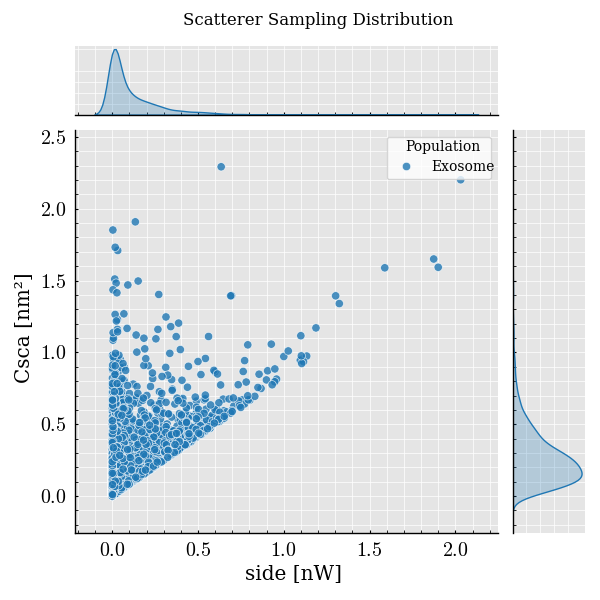 Scatterer Sampling Distribution
Population
Exosome
2.5
2.0
1.5
1.0
0.5
0.0
Csca [nm²]
0.0 0.5 1.0 1.5 2.0
side [nW]